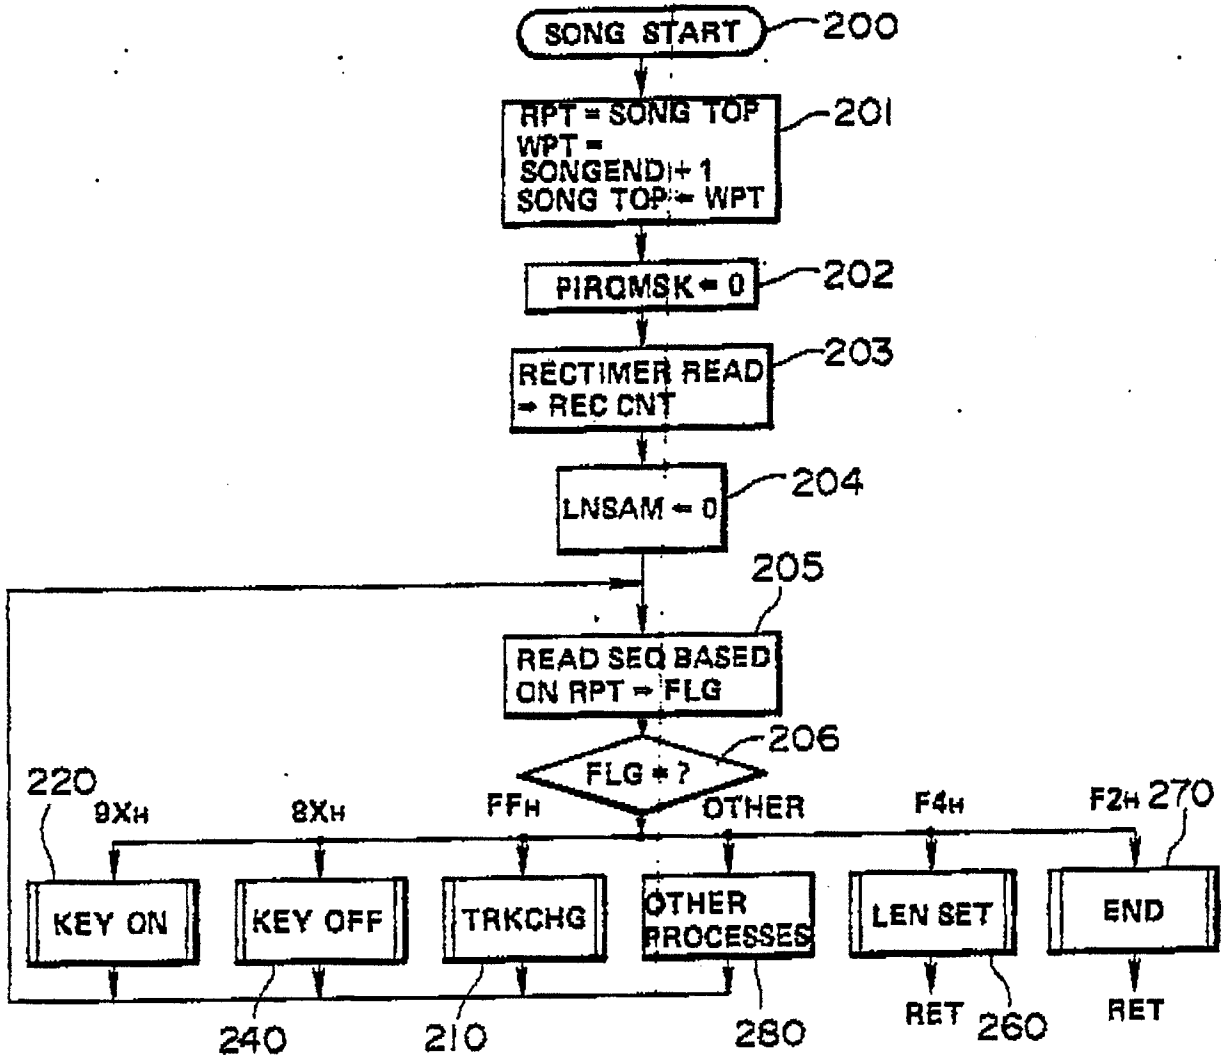 SONG START
200
RPT = SONG TOP
WPT =
SONGEND + 1
SONG TOP ← WPT
201
PIRQMSK ← 0
202
RECTIMER READ
→ REC CNT
203
LNSAM ← 0
204
205
READ SEQ BASED
ON RPT → FLG
206
FLG = ?
220
9XH
8XH
FFH
OTHER
F4H
F2H
270
KEY ON
KEY OFF
TRKCHG
OTHER
PROCESSES
LEN SET
END
240
210
280
RET
260
RET